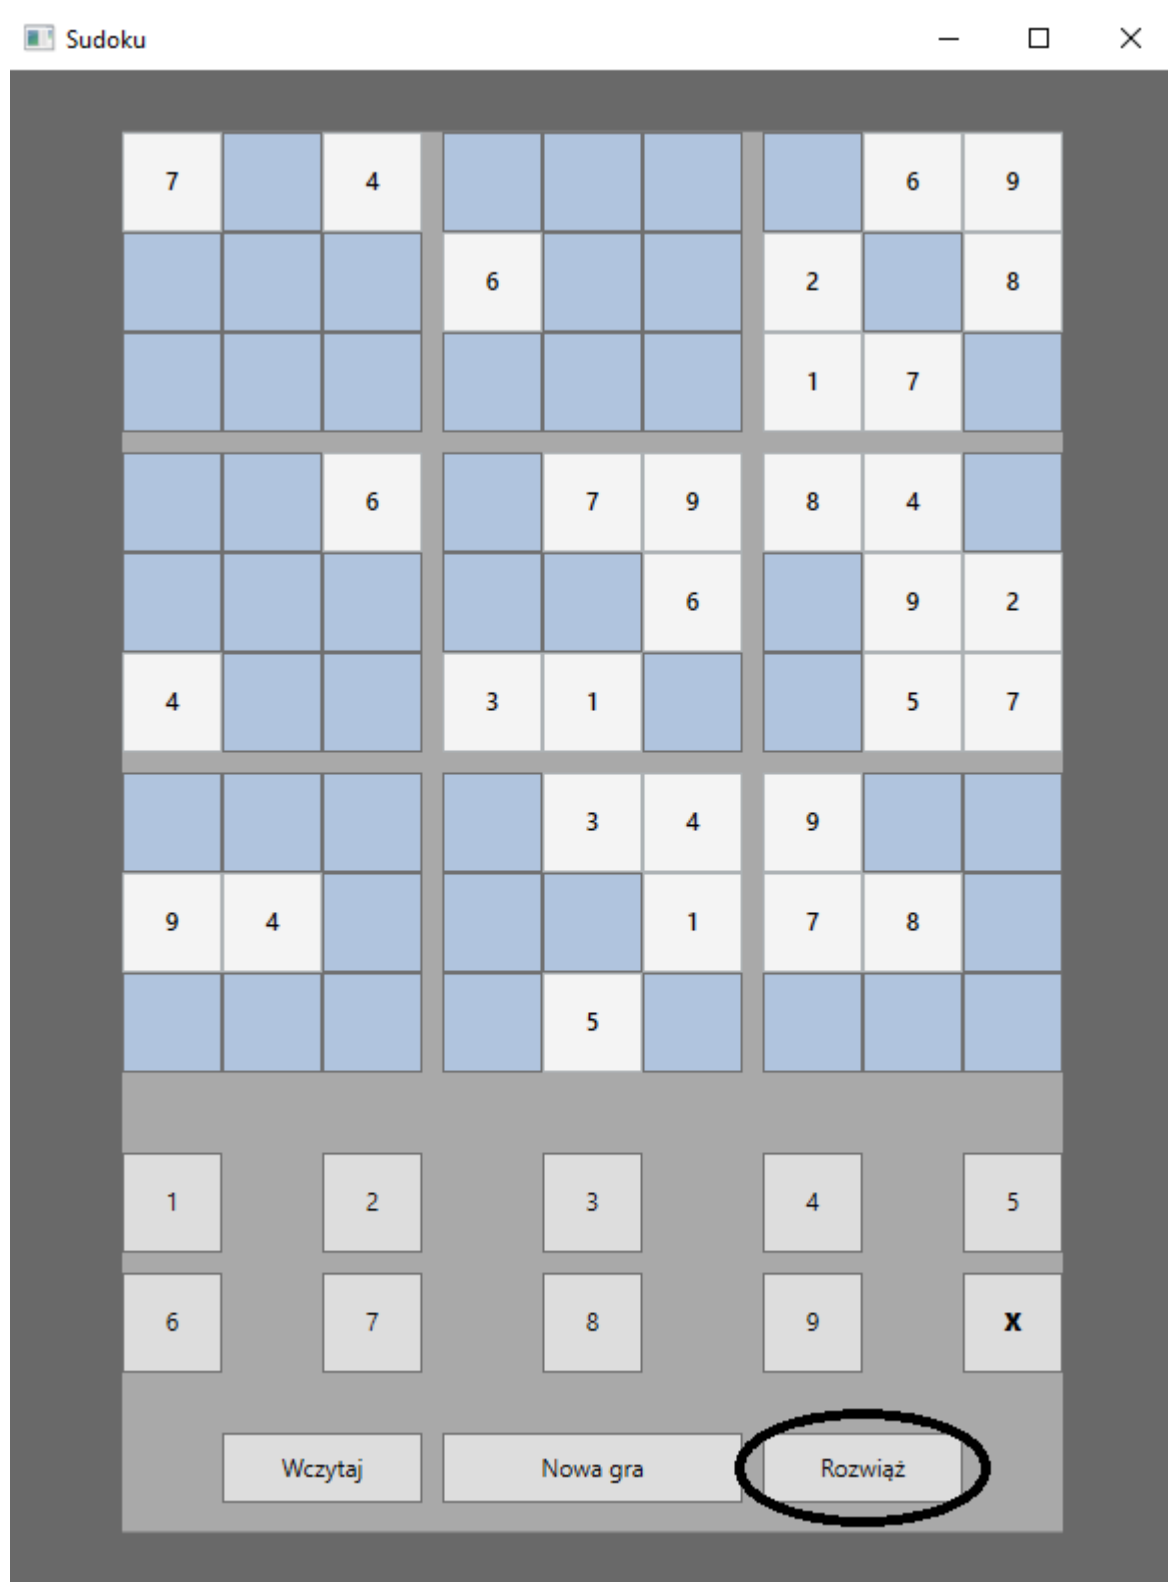 Sudoku
7 4 6 9
6 2 8
1 7
6 7 9 8 4
6 9 2
4 3 1 5 7
3 4 9
9 4 1 7 8
5
1 2 3 4 5
6 7 8 9 X
Wczytaj Nowa gra Rozwiąż